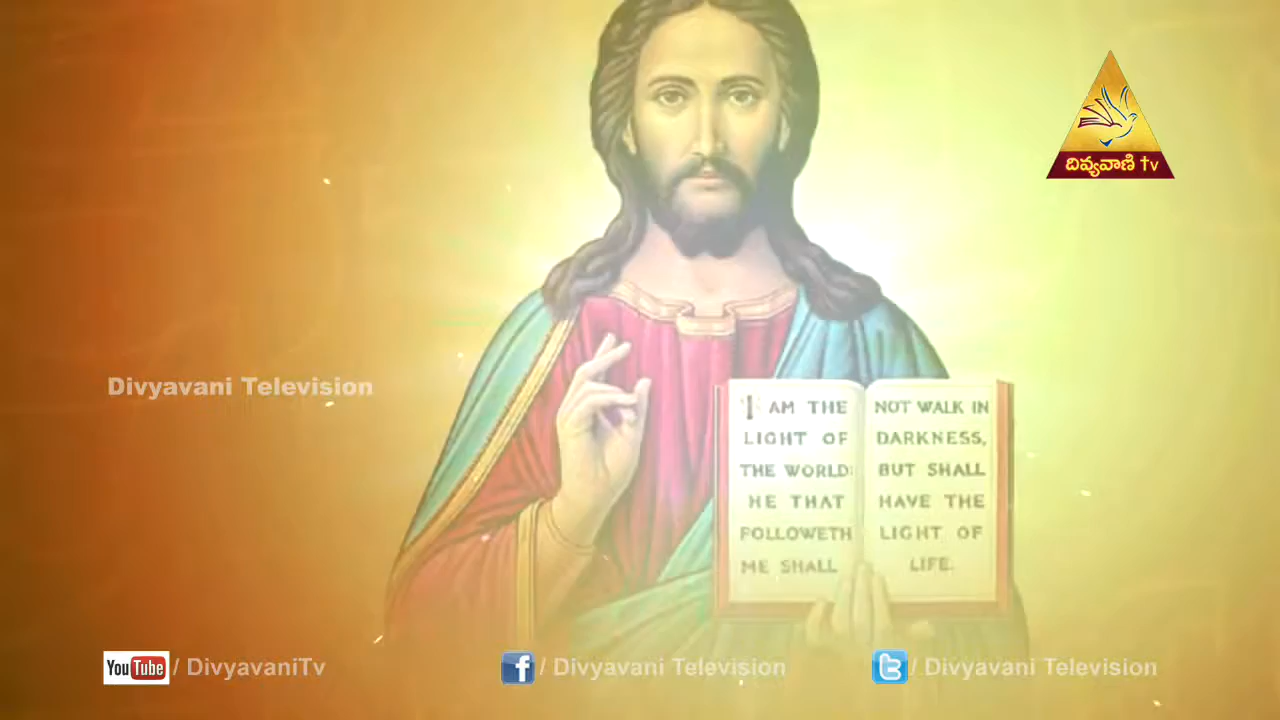 దివ్యవాణి tv
Divyavani Television
I AM THE
LIGHT OF
THE WORLD:
HE THAT
FOLLOWETH
ME SHALL
NOT WALK IN
DARKNESS,
BUT SHALL
HAVE THE
LIGHT OF
LIFE.
YouTube / DivyavaniTv
f / Divyavani Television
t / Divyavani Television